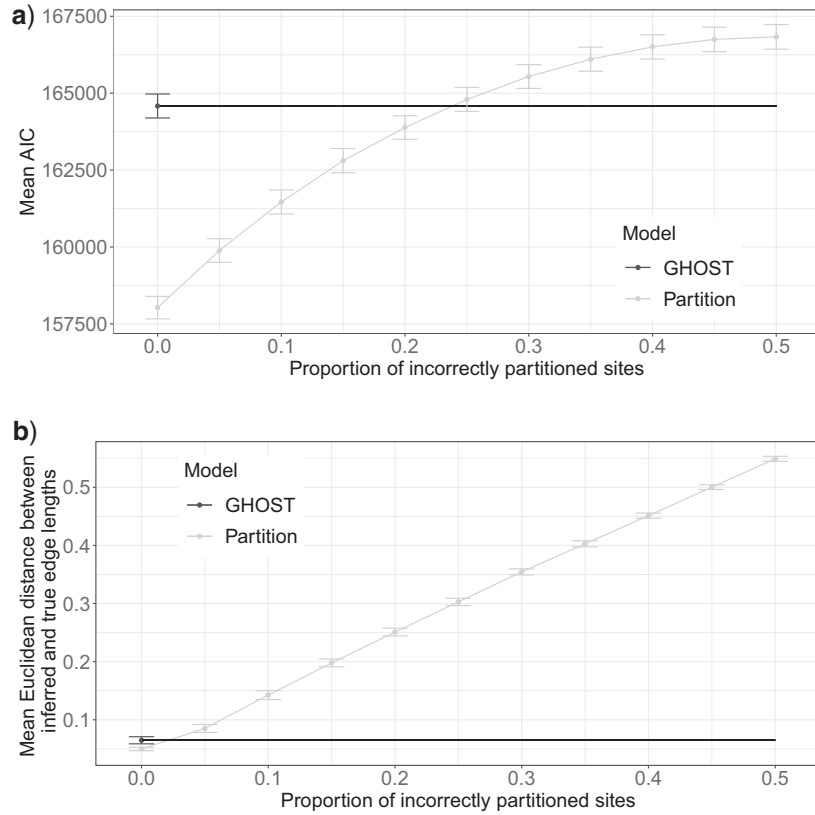 a)
167500
165000
162500
160000
157500
Mean AIC
Model
GHOST
Partition
0.0 0.1 0.2 0.3 0.4 0.5
Proportion of incorrectly partitioned sites
b)
Mean Euclidean distance between
inferred and true edge lengths
0.5
0.4
0.3
0.2
0.1
Model
GHOST
Partition
0.0 0.1 0.2 0.3 0.4 0.5
Proportion of incorrectly partitioned sites